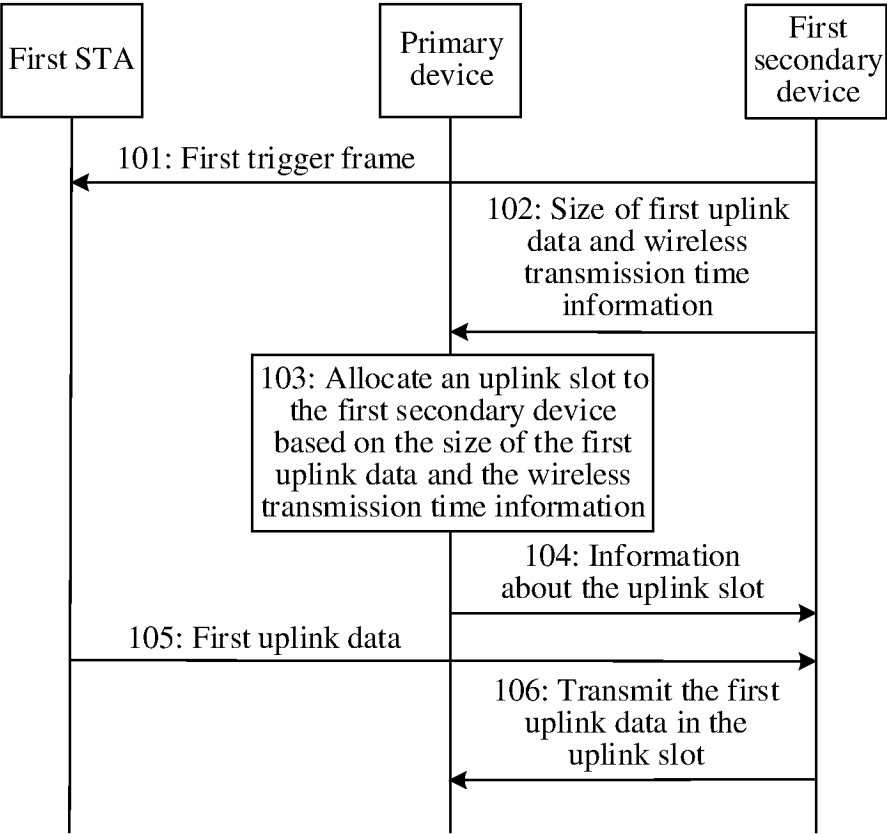 First STA
Primary
device
First
secondary
device
101: First trigger frame
102: Size of first uplink
data and wireless
transmission time
information
103: Allocate an uplink slot to
the first secondary device
based on the size of the first
uplink data and the wireless
transmission time information
104: Information
about the uplink slot
105: First uplink data
106: Transmit the first
uplink data in the
uplink slot